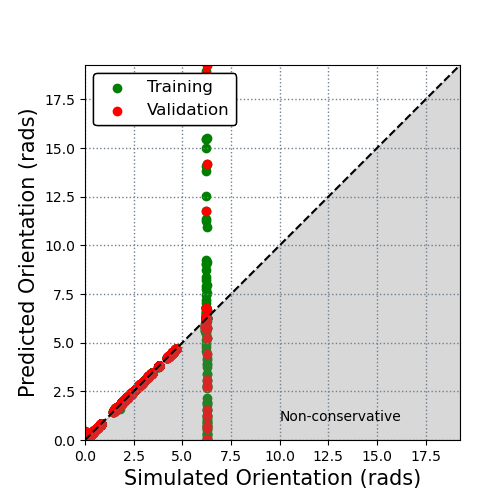 Training
Validation
17.5
15.0
12.5
10.0
7.5
5.0
2.5
0.0
Predicted Orientation (rads)
Non-conservative
0.0 2.5 5.0 7.5 10.0 12.5 15.0 17.5
Simulated Orientation (rads)